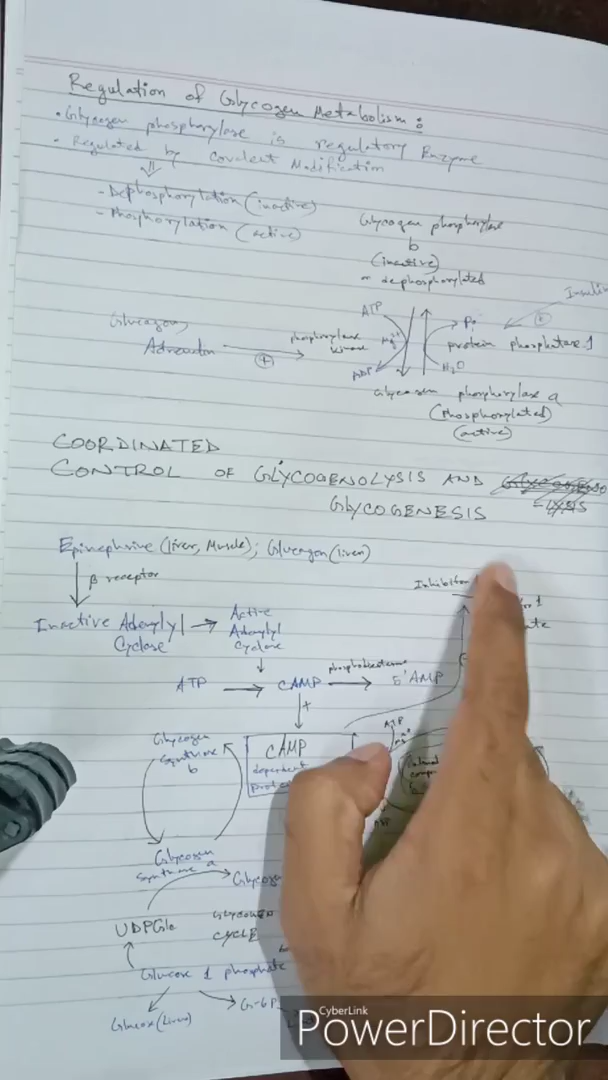 Regulation of Glycogen Metabolism:
• Glycogen phosphorylase is regulatory Enzyme
• Regulated by Covalent Modification
- Dephosphorylation (inactive)
- Phosphorylation (active)
Glycogen phosphorylase
b
(inactive)
or dephosphorylated
Insulin
ATP
Pi
Glucagon,
Adrenalin
phosphorylase
kinase
Mg²⁺
protein phosphatase 1
ADP
H₂O
Glycogen phosphorylase a
(Phosphorylated)
(active)
COORDINATED
CONTROL OF GLYCOGENOLYSIS AND
GLYCOGENESIS
Epinephrine (liver, Muscle); Glucagon (liver)
β receptor
Inhibitor
Inactive Adenylyl
Cyclase
Active
Adenylyl
Cyclase
ATP
cAMP
phosphodiesterase
5'AMP
+
Glycogen
synthase
b
cAMP
dependent
ATP
Glycogen
synthase a
UDPGlc
Glycogen
CYCLE
Glucose 1 phosphate
Glucose (Liver)
G-6P
CyberLink
PowerDirector